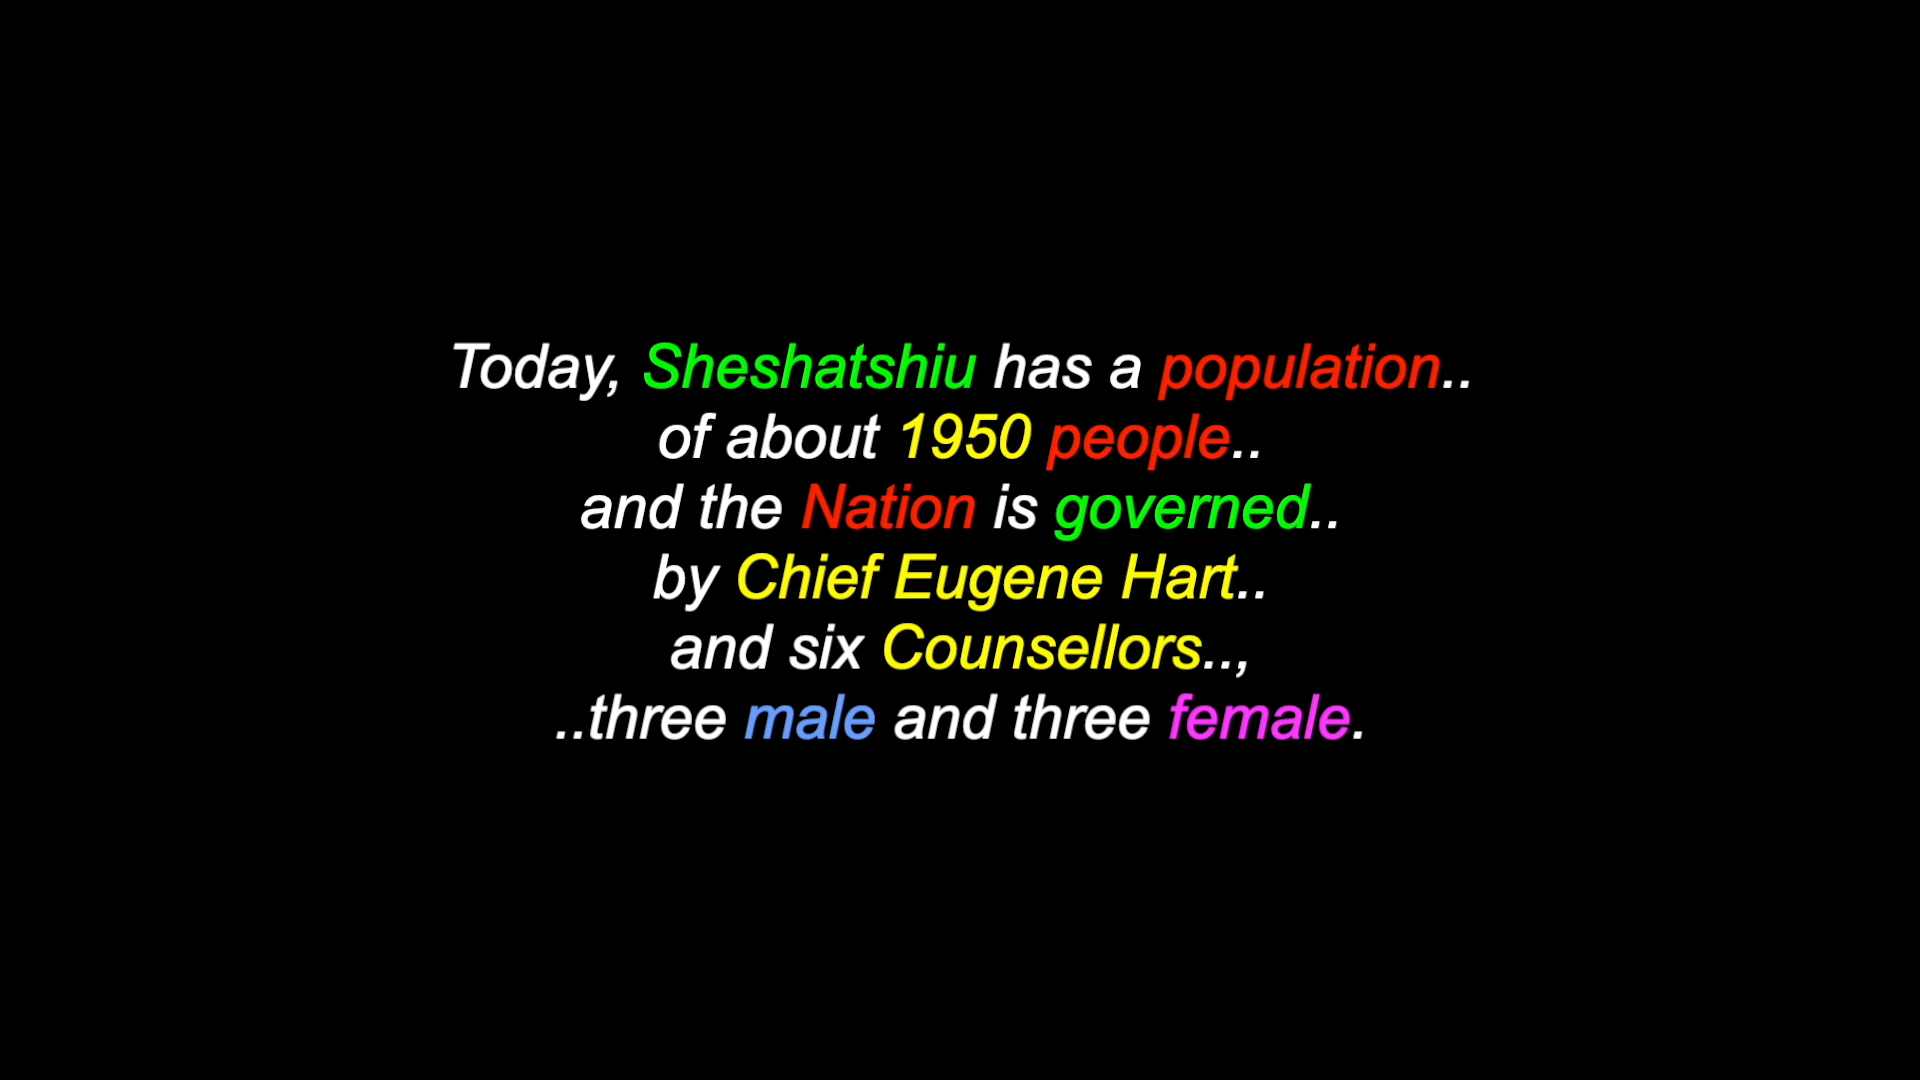 Today, Sheshatshiu has a population..
of about 1950 people..
and the Nation is governed..
by Chief Eugene Hart..
and six Counsellors..,
..three male and three female.